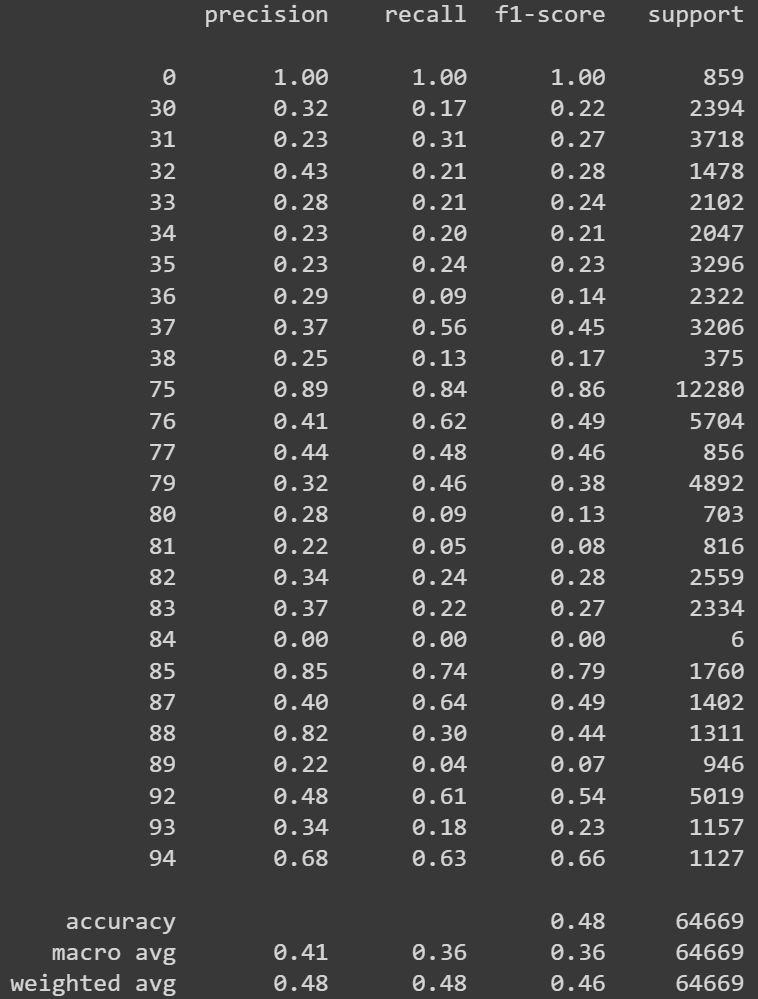 precision recall f1-score support
0 1.00 1.00 1.00 859
30 0.32 0.17 0.22 2394
31 0.23 0.31 0.27 3718
32 0.43 0.21 0.28 1478
33 0.28 0.21 0.24 2102
34 0.23 0.20 0.21 2047
35 0.23 0.24 0.23 3296
36 0.29 0.09 0.14 2322
37 0.37 0.56 0.45 3206
38 0.25 0.13 0.17 375
75 0.89 0.84 0.86 12280
76 0.41 0.62 0.49 5704
77 0.44 0.48 0.46 856
79 0.32 0.46 0.38 4892
80 0.28 0.09 0.13 703
81 0.22 0.05 0.08 816
82 0.34 0.24 0.28 2559
83 0.37 0.22 0.27 2334
84 0.00 0.00 0.00 6
85 0.85 0.74 0.79 1760
87 0.40 0.64 0.49 1402
88 0.82 0.30 0.44 1311
89 0.22 0.04 0.07 946
92 0.48 0.61 0.54 5019
93 0.34 0.18 0.23 1157
94 0.68 0.63 0.66 1127
accuracy 0.48 64669
macro avg 0.41 0.36 0.36 64669
weighted avg 0.48 0.48 0.46 64669